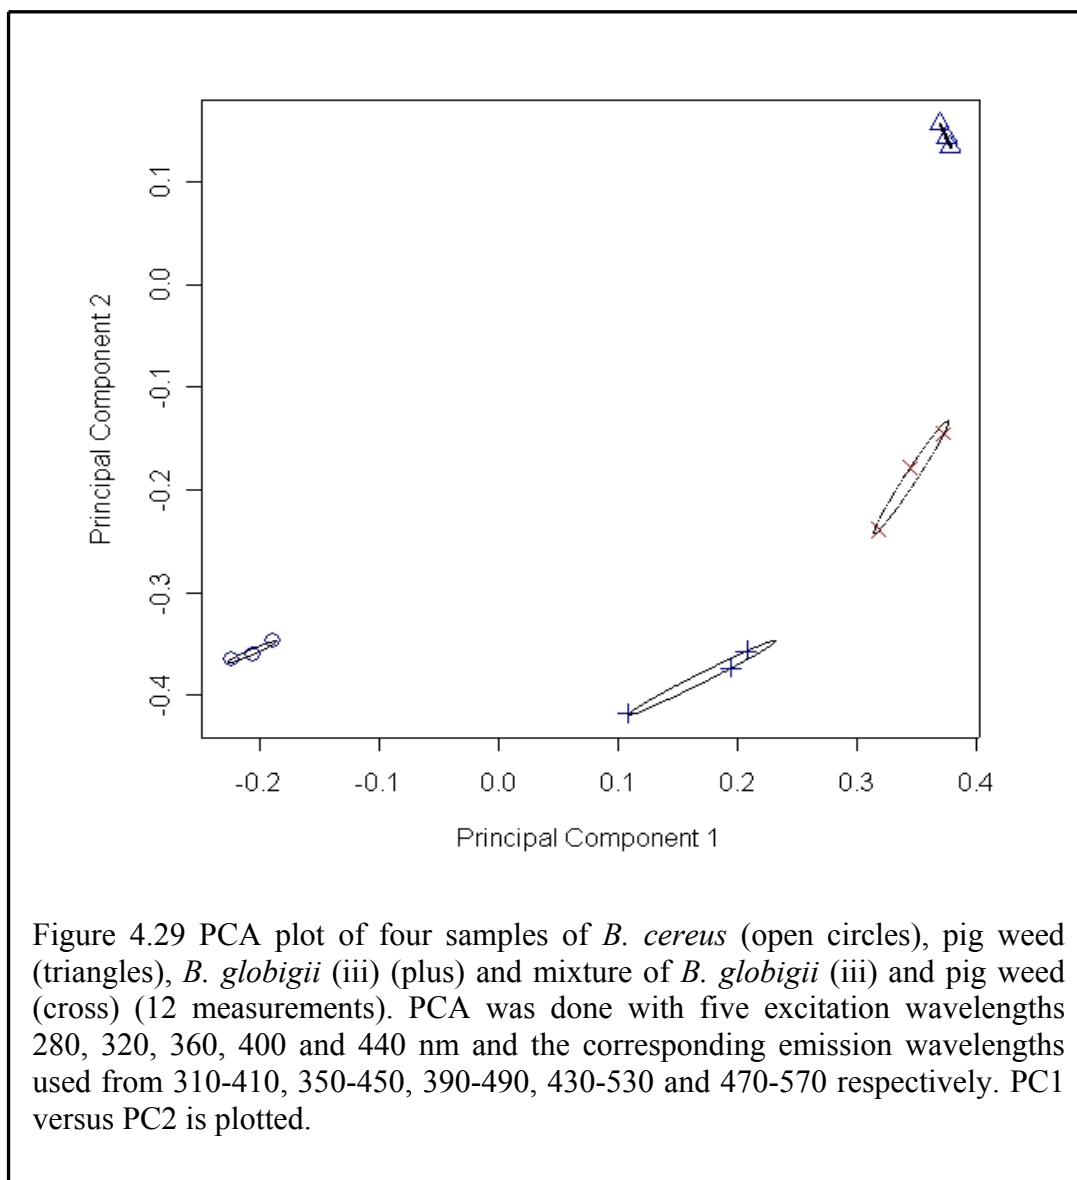 0.1
0.0
-0.1
-0.2
-0.3
-0.4
Principal Component 2
-0.2 -0.1 0.0 0.1 0.2 0.3 0.4
Principal Component 1
Figure 4.29 PCA plot of four samples of B. cereus (open circles), pig weed
(triangles), B. globigii (iii) (plus) and mixture of B. globigii (iii) and pig weed
(cross) (12 measurements). PCA was done with five excitation wavelengths
280, 320, 360, 400 and 440 nm and the corresponding emission wavelengths
used from 310-410, 350-450, 390-490, 430-530 and 470-570 respectively. PC1
versus PC2 is plotted.